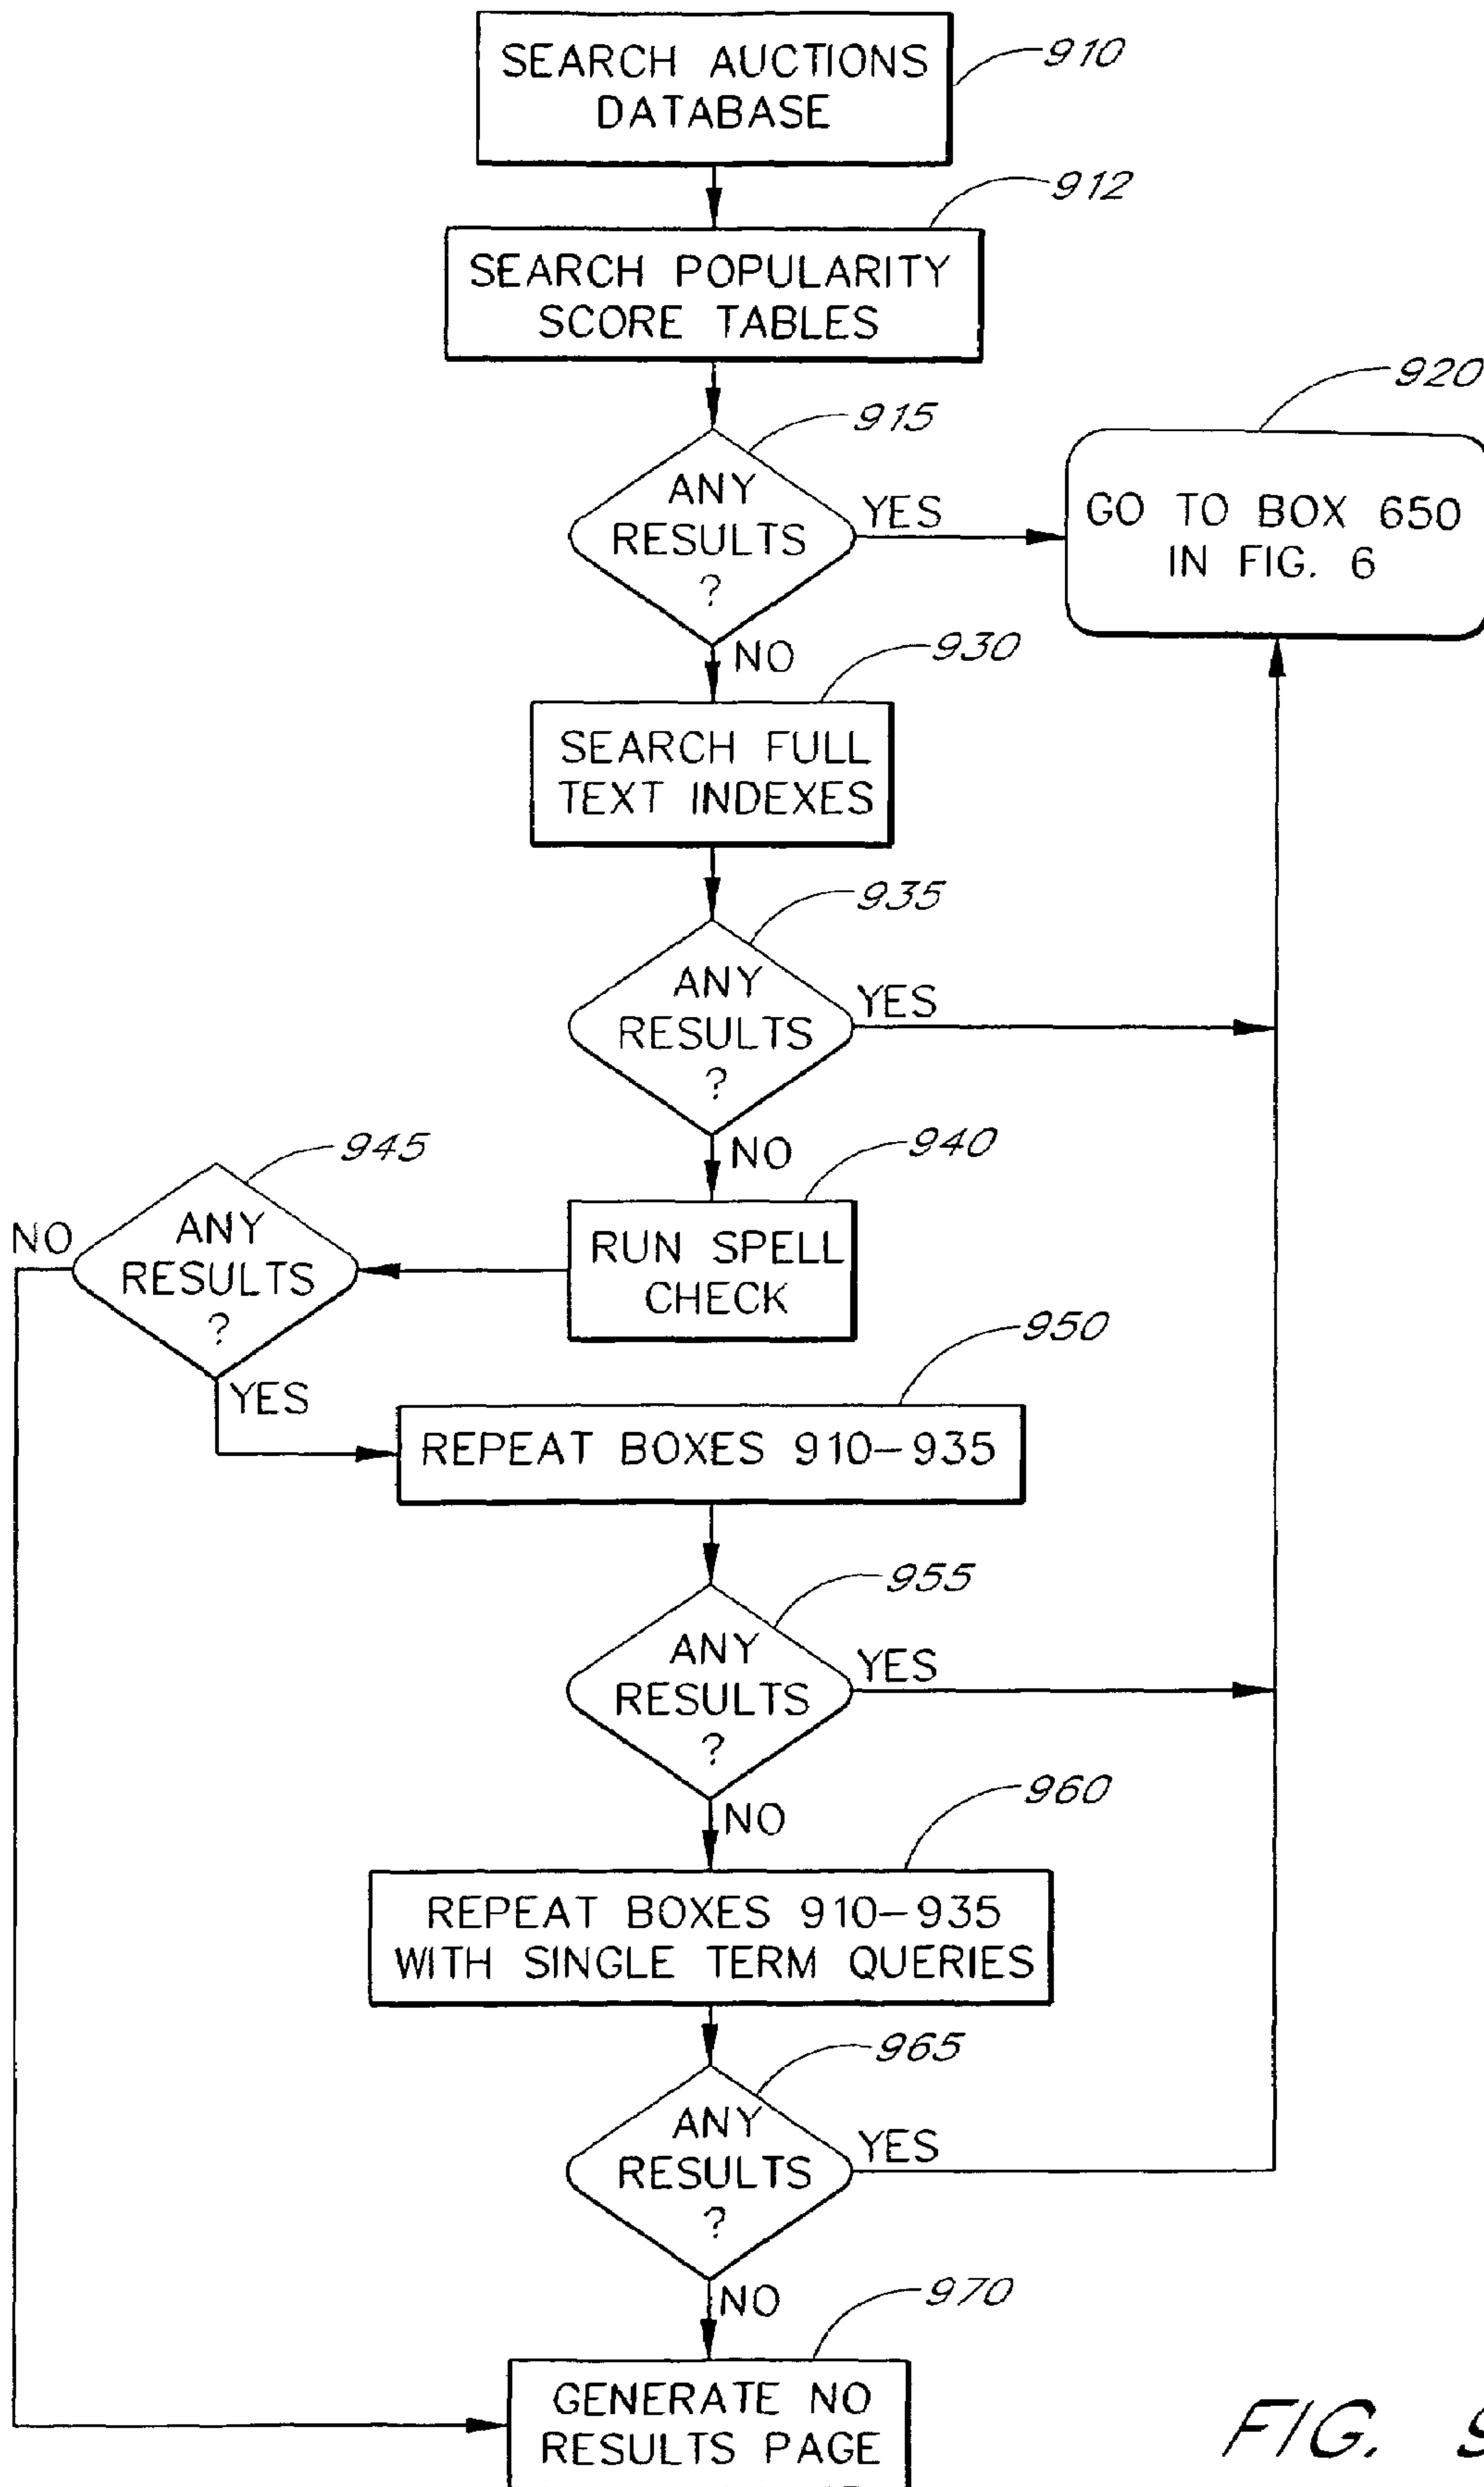 SEARCH AUCTIONS
DATABASE
910
912
SEARCH POPULARITY
SCORE TABLES
915
ANY
RESULTS
?
YES
NO
920
GO TO BOX 650
IN FIG. 6
930
SEARCH FULL
TEXT INDEXES
935
ANY
RESULTS
?
YES
NO
940
RUN SPELL
CHECK
945
ANY
RESULTS
?
NO
YES
950
REPEAT BOXES 910-935
955
ANY
RESULTS
?
YES
NO
960
REPEAT BOXES 910-935
WITH SINGLE TERM QUERIES
965
ANY
RESULTS
?
YES
NO
970
GENERATE NO
RESULTS PAGE
FIG. 9